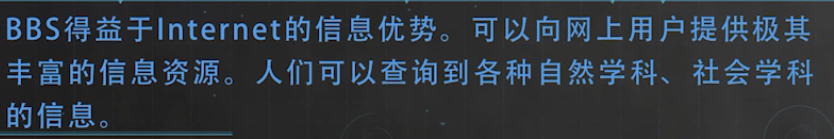 BBS得益于Internet的信息优势。可以向网上用户提供极其
丰富的信息资源。人们可以查询到各种自然学科、社会学科
的信息。